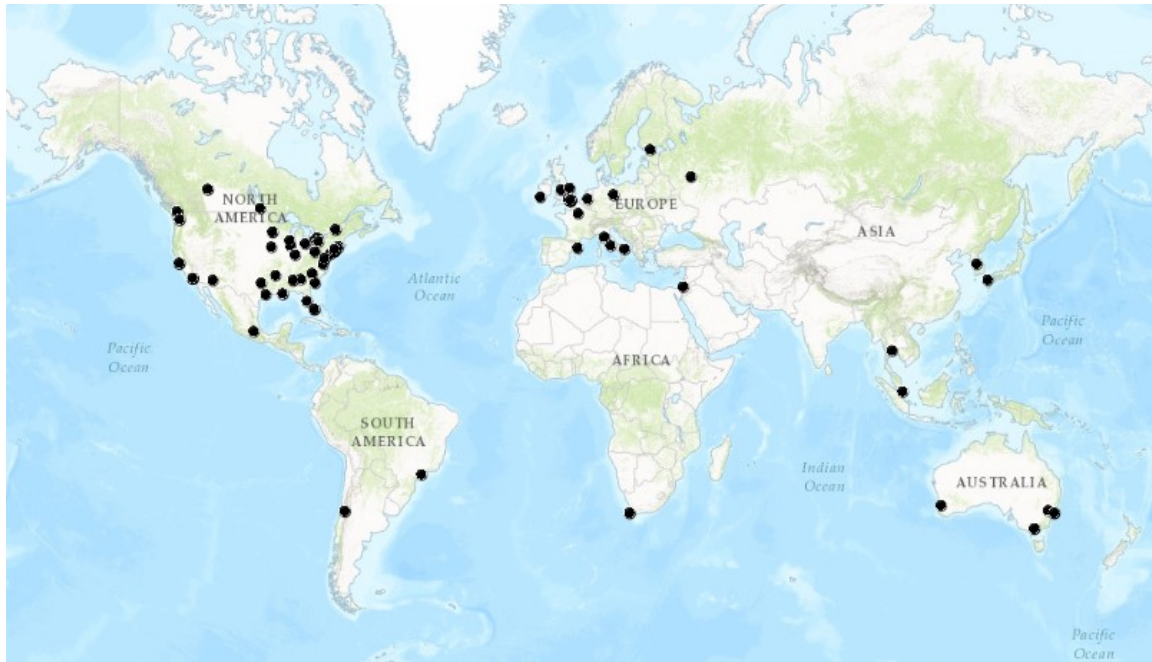 NORTH
AMERICA
EUROPE
ASIA
Atlantic
Ocean
Pacific
Ocean
Pacific
Ocean
AFRICA
SOUTH
AMERICA
Indian
Ocean
AUSTRALIA
Pacific
Ocean